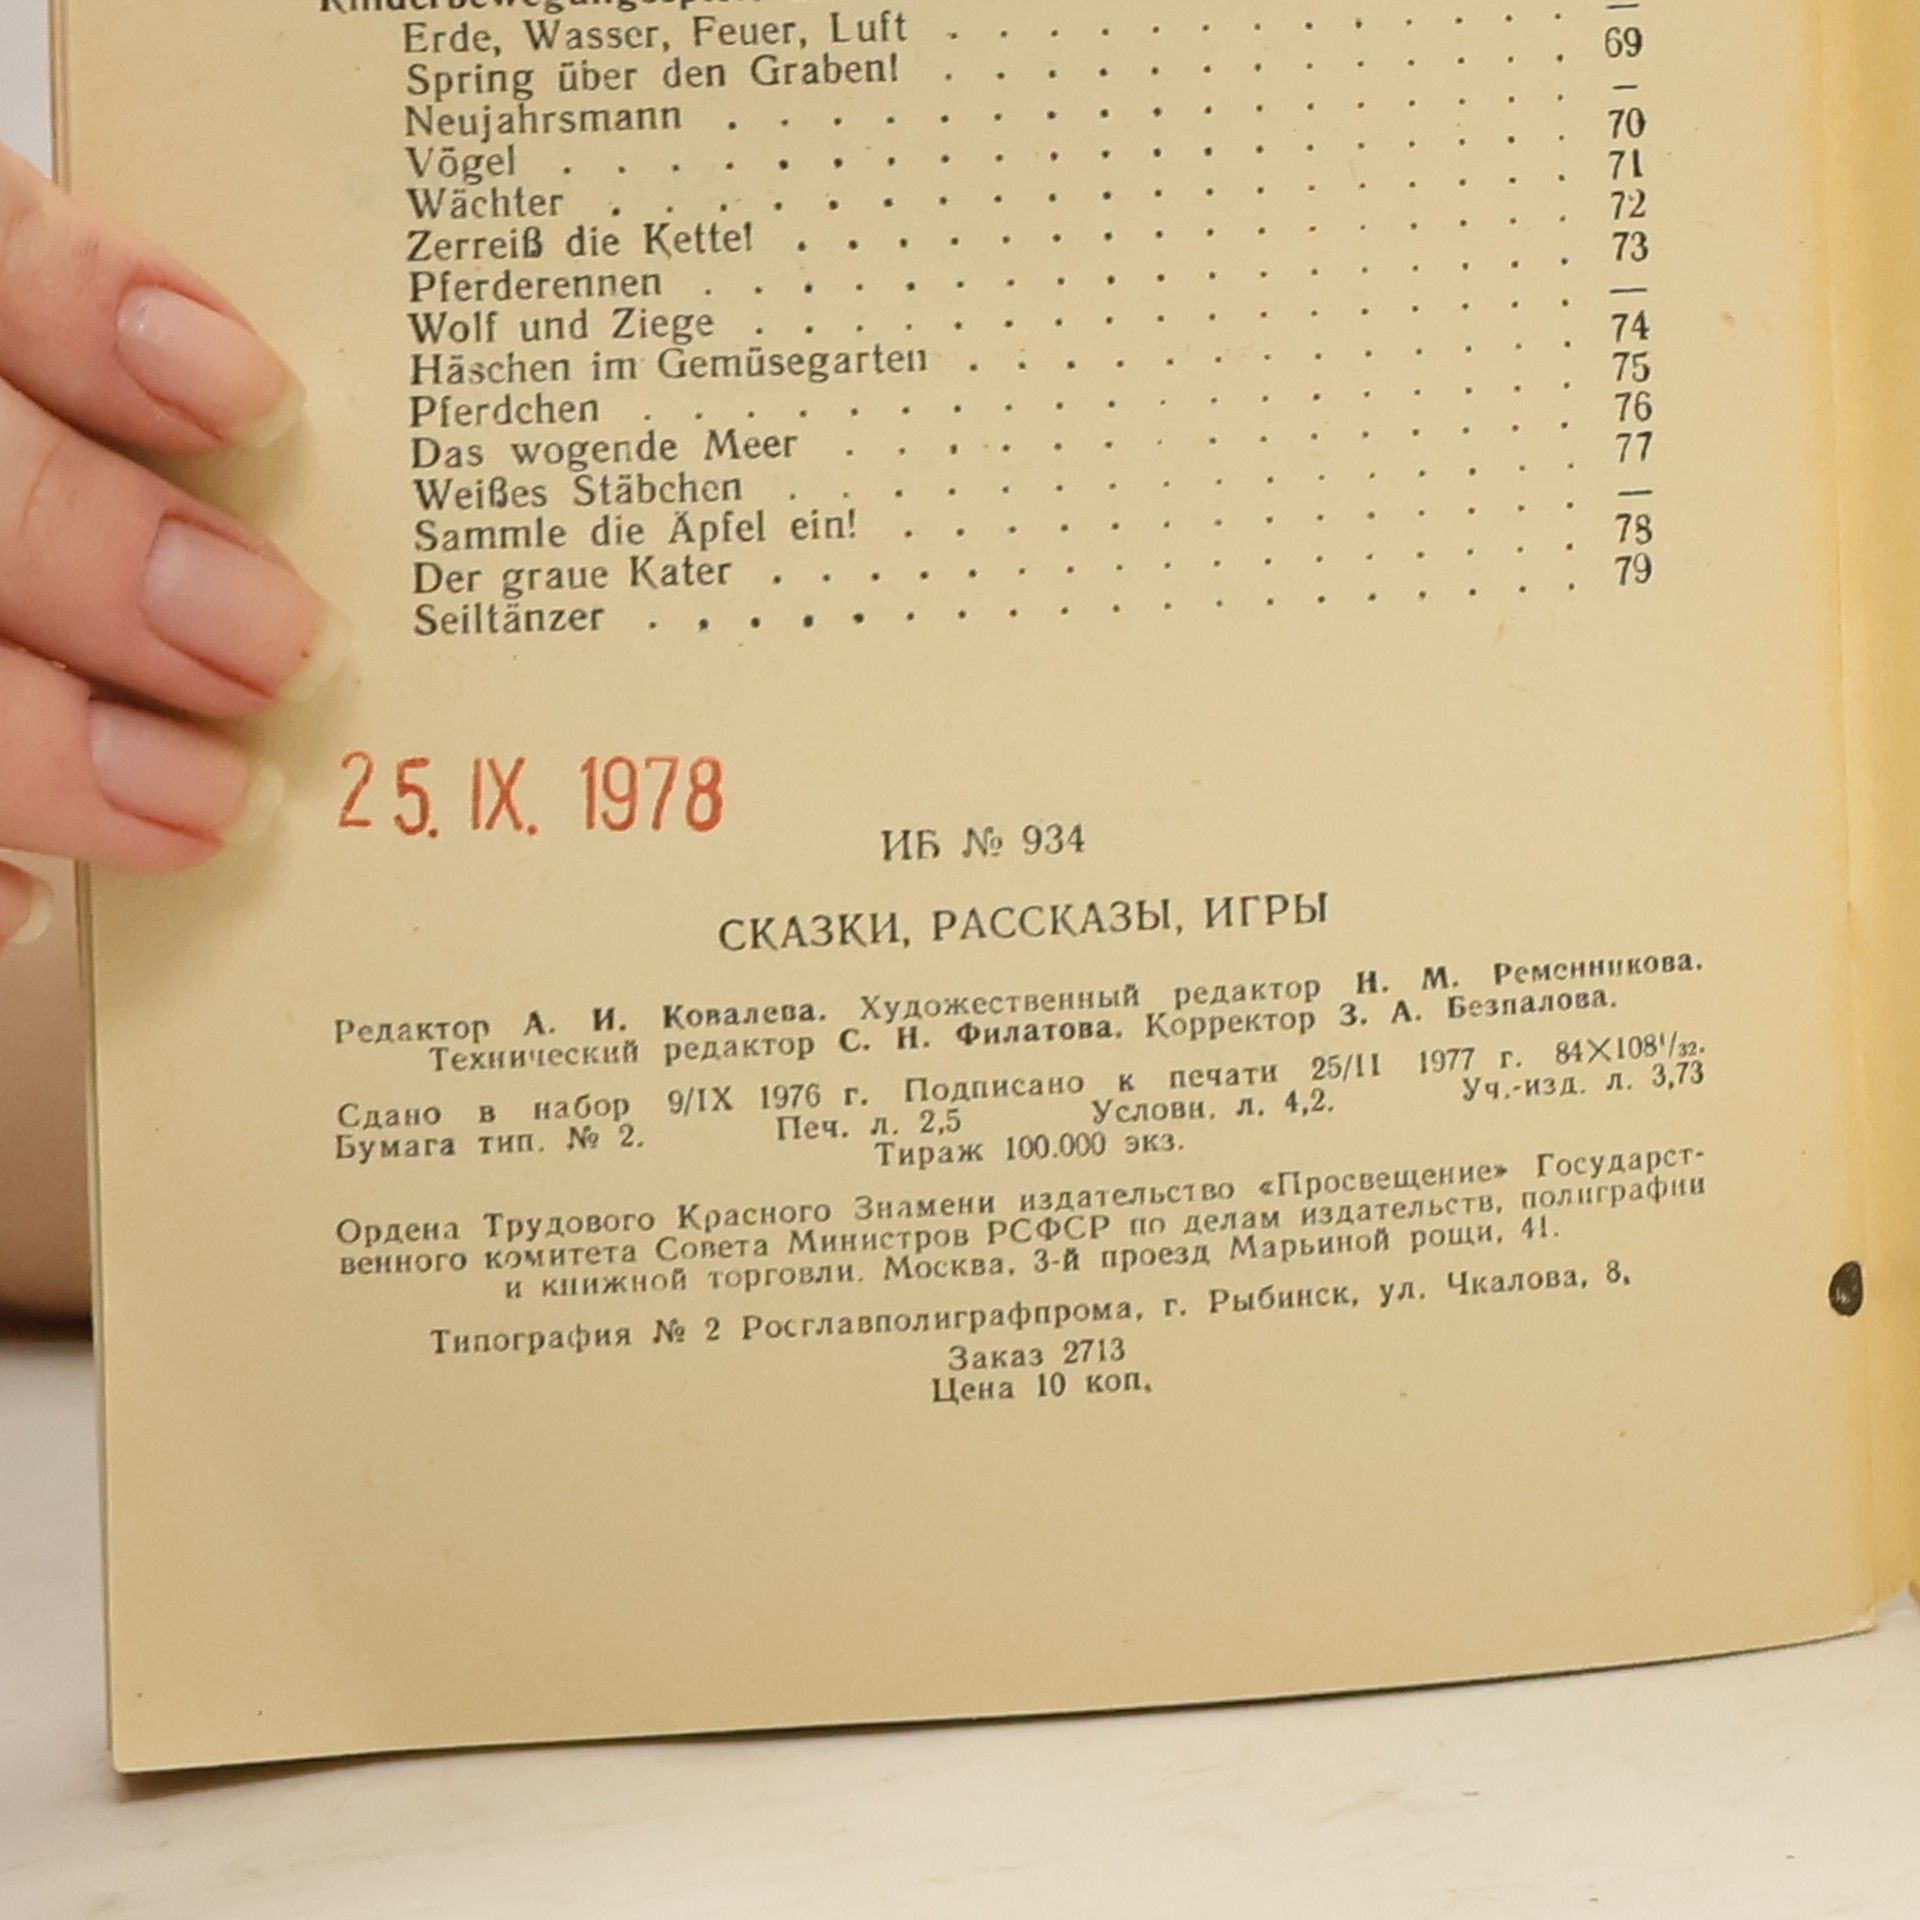 Erde, Wasser, Feuer, Luft . . . . . . . . . . . . —
Spring über den Graben! . . . . . . . . . . . . . 69
Neujahrsmann . . . . . . . . . . . . . . . . . —
Vögel . . . . . . . . . . . . . . . . . . . . 70
Wächter . . . . . . . . . . . . . . . . . . . 71
Zerreiß die Kette! . . . . . . . . . . . . . . . . 72
Pferderennen . . . . . . . . . . . . . . . . . . 73
Wolf und Ziege . . . . . . . . . . . . . . . . . —
Häschen im Gemüsegarten . . . . . . . . . . . . . 74
Pferdchen . . . . . . . . . . . . . . . . . . . 75
Das wogende Meer . . . . . . . . . . . . . . . 76
Weißes Stäbchen . . . . . . . . . . . . . . . . 77
Sammle die Äpfel ein! . . . . . . . . . . . . . . —
Der graue Kater . . . . . . . . . . . . . . . . . 78
Seiltänzer . . . . . . . . . . . . . . . . . . . 79
25. IX. 1978
ИБ № 934
СКАЗКИ, РАССКАЗЫ, ИГРЫ
Редактор А. И. Ковалева. Художественный редактор Н. М. Ременникова.
Технический редактор С. Н. Филатова. Корректор З. А. Безпалова.
Сдано в набор 9/IX 1976 г. Подписано к печати 25/II 1977 г. 84×108¹/₃₂.
Бумага тип. № 2. Печ. л. 2,5 Условн. л. 4,2. Уч.-изд. л. 3,73
Тираж 100.000 экз.
Ордена Трудового Красного Знамени издательство «Просвещение» Государст-
венного комитета Совета Министров РСФСР по делам издательств, полиграфии
и книжной торговли. Москва, 3-й проезд Марьиной рощи, 41.
Типография № 2 Росглавполиграфпрома, г. Рыбинск, ул. Чкалова, 8.
Заказ 2713
Цена 10 коп.